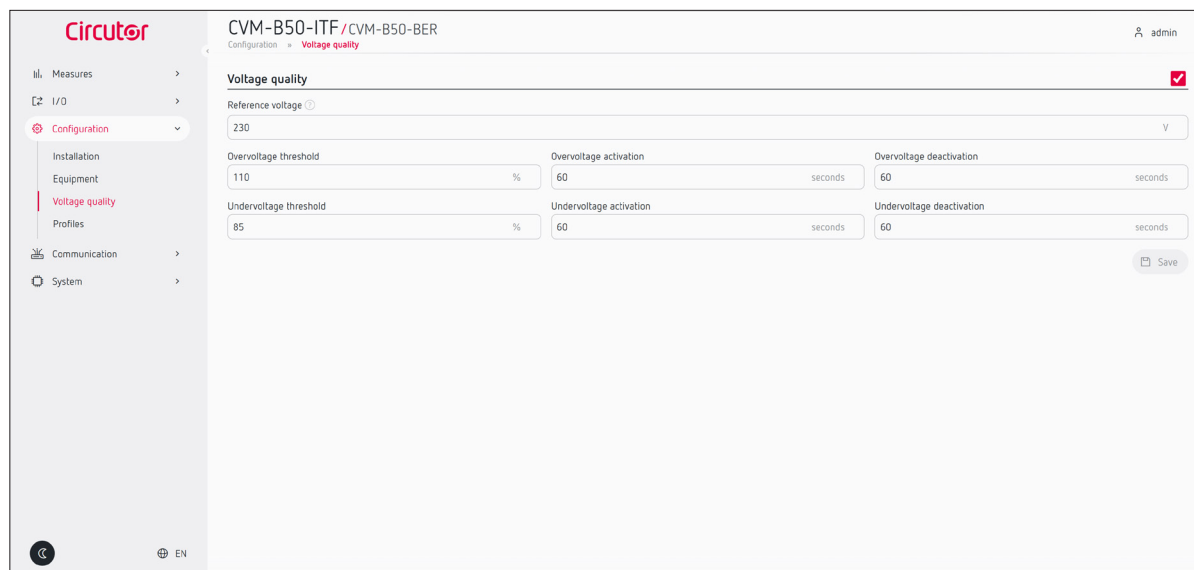 Circutor
CVM-B50-ITF/CVM-B50-BER
Configuration » Voltage quality
admin
Measures
I/O
Configuration
Installation
Equipment
Voltage quality
Profiles
Communication
System
EN
Voltage quality
Reference voltage ?
230 V
Overvoltage threshold Overvoltage activation Overvoltage deactivation
110 % 60 seconds 60 seconds
Undervoltage threshold Undervoltage activation Undervoltage deactivation
85 % 60 seconds 60 seconds
Save